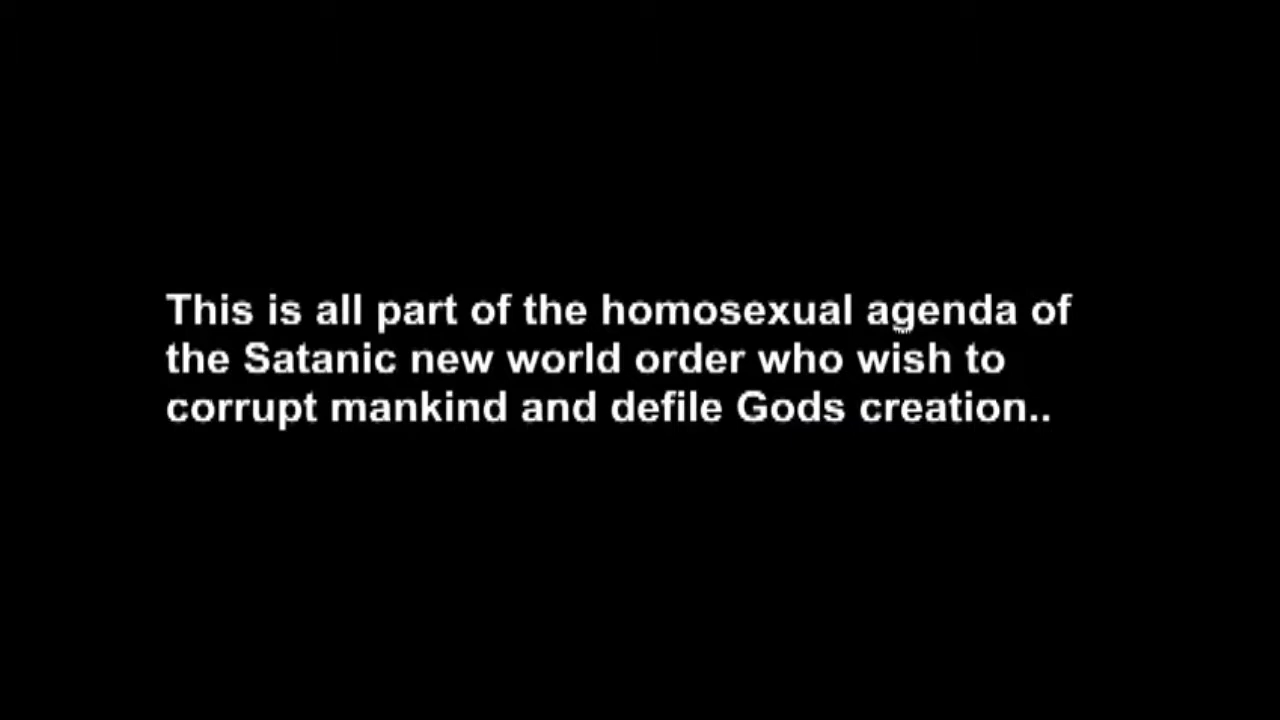 This is all part of the homosexual agenda of
the Satanic new world order who wish to
corrupt mankind and defile Gods creation..